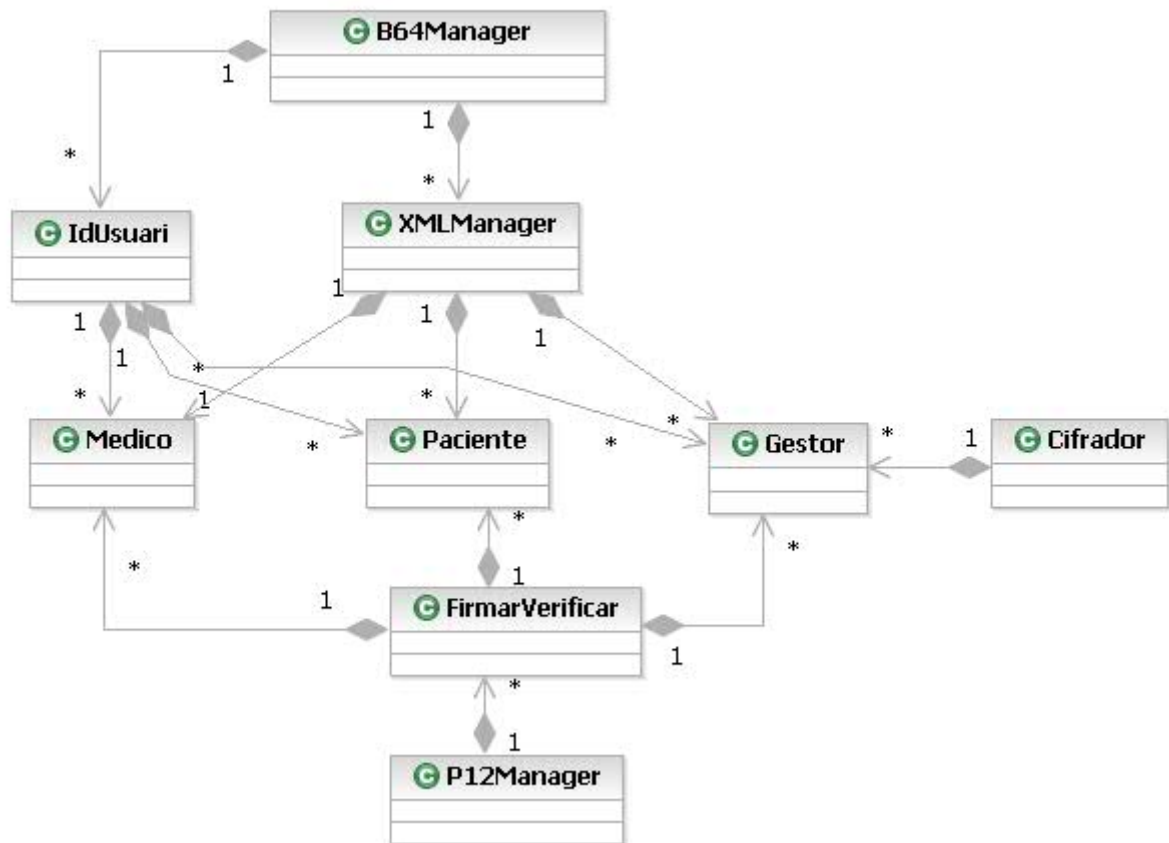 B64Manager
1
1
*
*
IdUsuari
XMLManager
1
1
1
1
1
*
*
1
*
*
*
*
Medico
Paciente
Gestor
*
1
Cifrador
*
*
*
1
1
FirmarVerificar
1
*
1
P12Manager